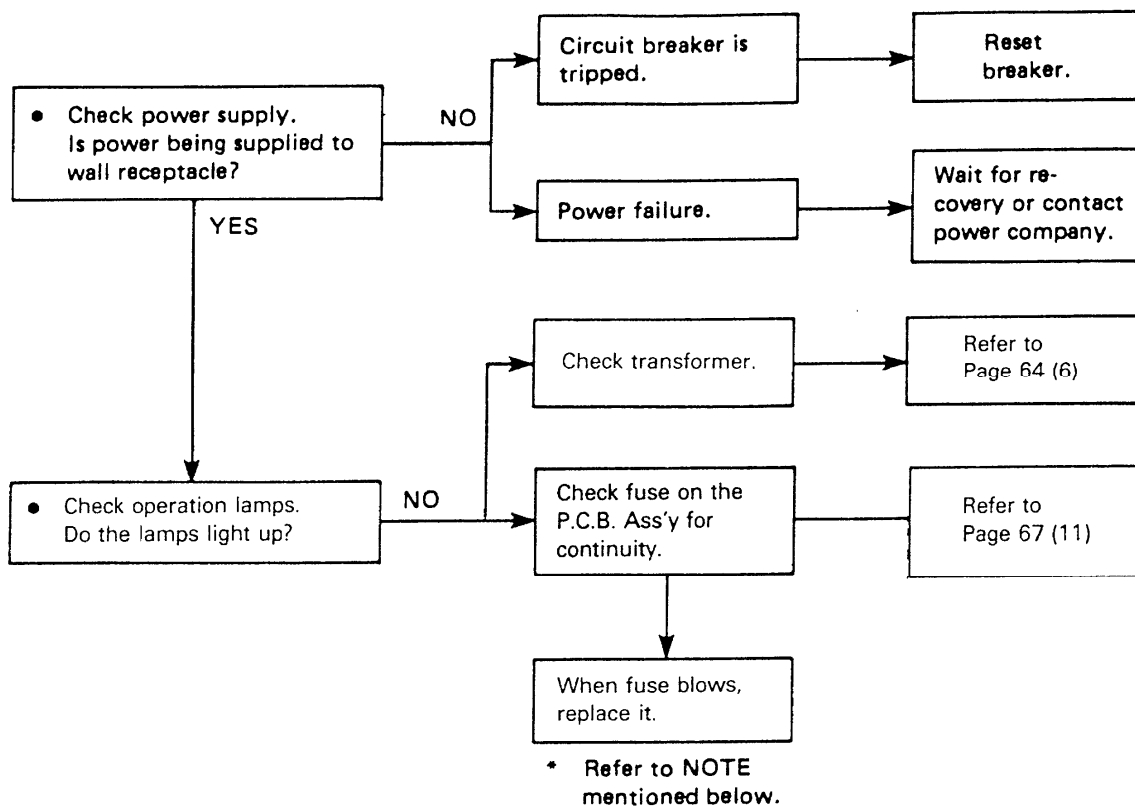 Circuit breaker is
tripped.
Reset
breaker.
● Check power supply.
Is power being supplied to
wall receptacle?
NO
Power failure.
Wait for re-
covery or contact
power company.
YES
Check transformer.
Refer to
Page 64 (6)
● Check operation lamps.
Do the lamps light up?
NO
Check fuse on the
P.C.B. Ass'y for
continuity.
Refer to
Page 67 (11)
When fuse blows,
replace it.
* Refer to NOTE
mentioned below.